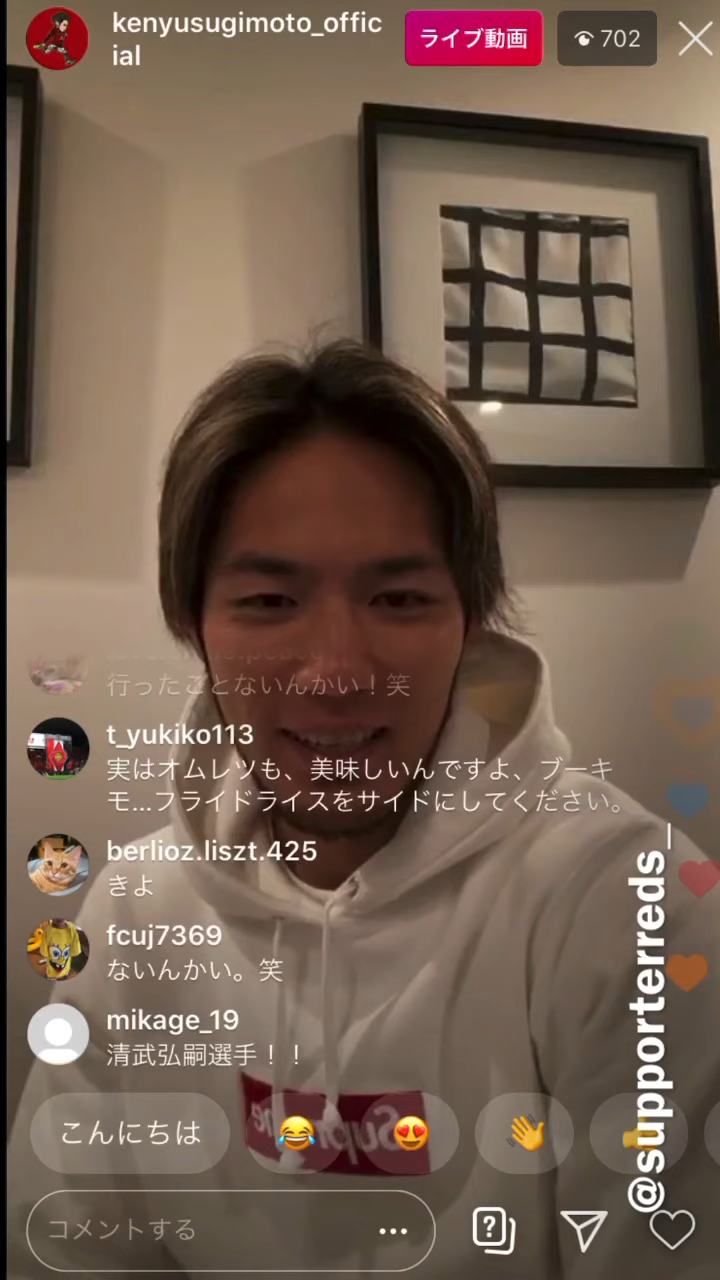 kenyusugimoto_offic
ial
ライブ動画
702
行ったことないんかい！笑
t_yukiko113
実はオムレツも、美味しいんですよ、ブーキ
モ...フライドライスをサイドにしてください。
berlioz.liszt.425
きよ
fcuj7369
ないんかい。笑
mikage_19
清武弘嗣選手！！
こんにちは
Supreme
コメントする
@supporterreds_